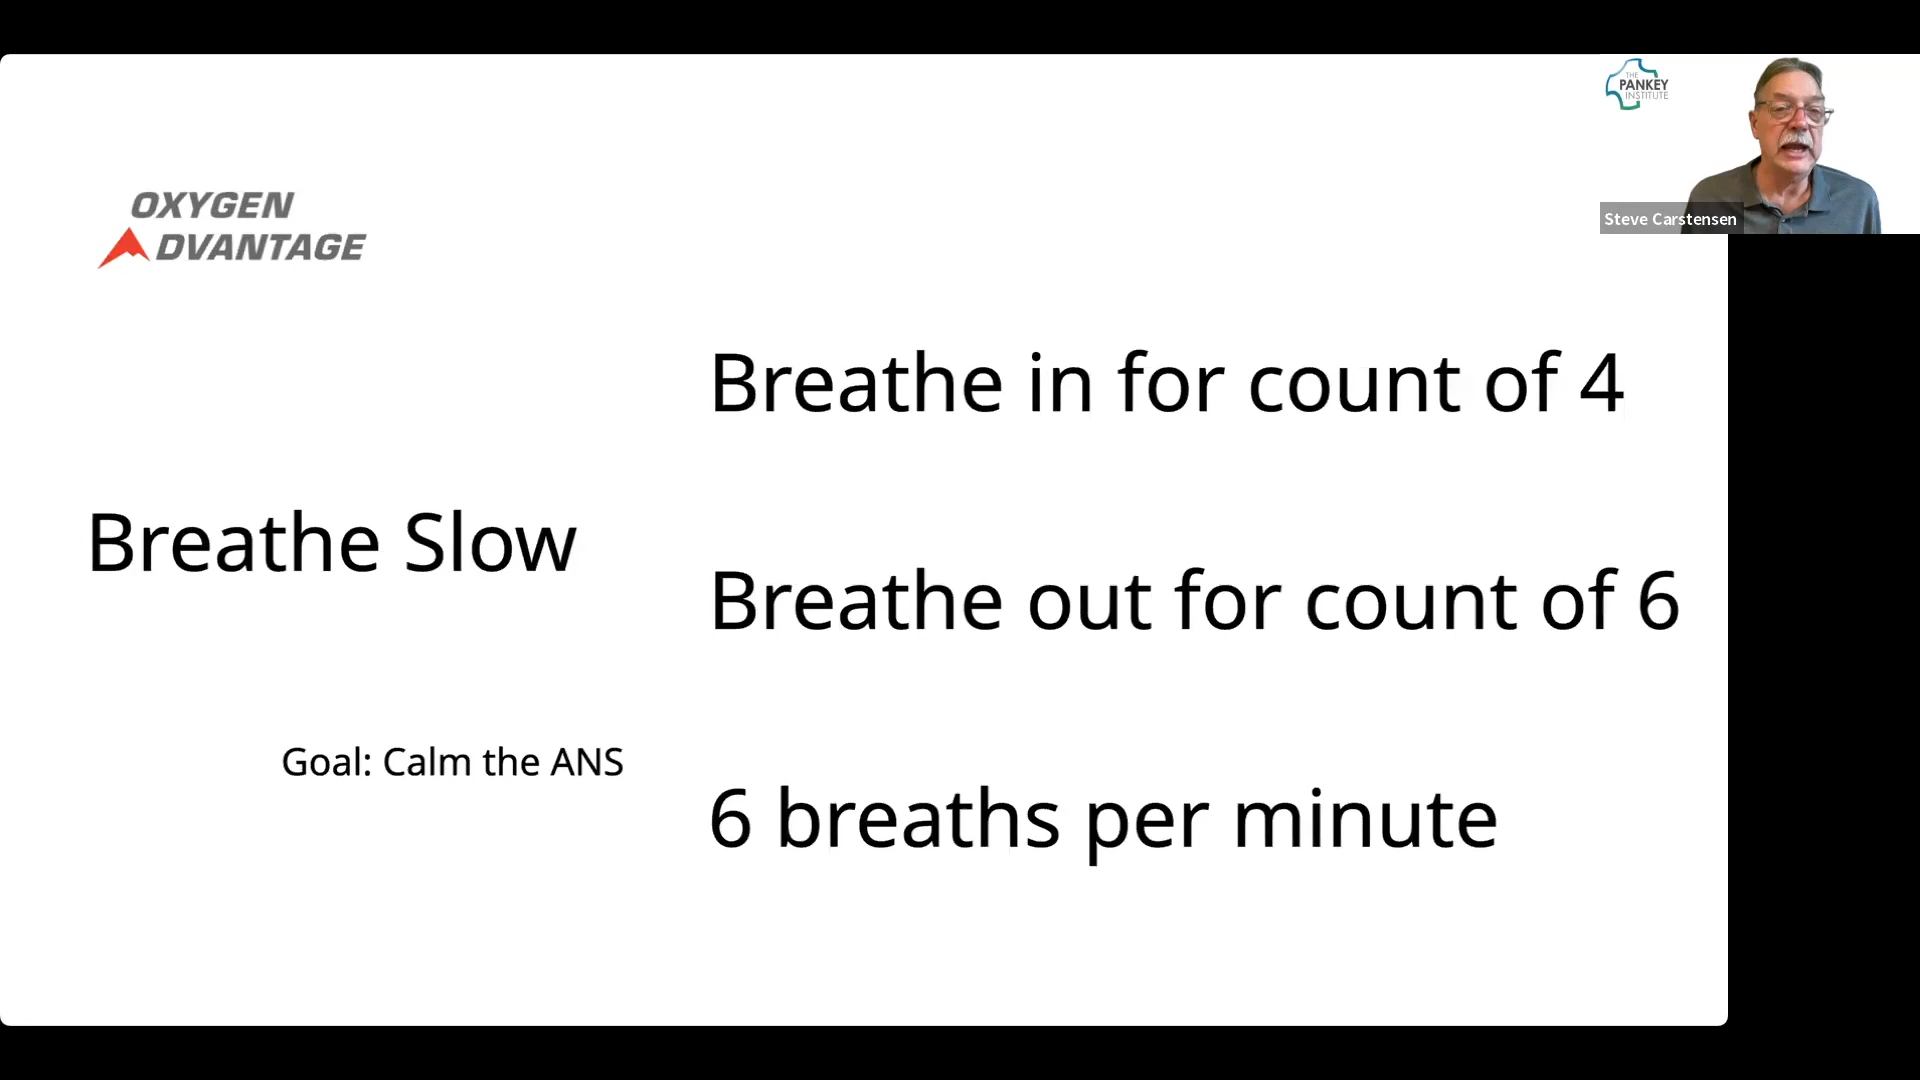 THE
PANKEY
INSTITUTE
Steve Carstensen
OXYGEN
DVANTAGE
Breathe Slow
Goal: Calm the ANS
Breathe in for count of 4
Breathe out for count of 6
6 breaths per minute